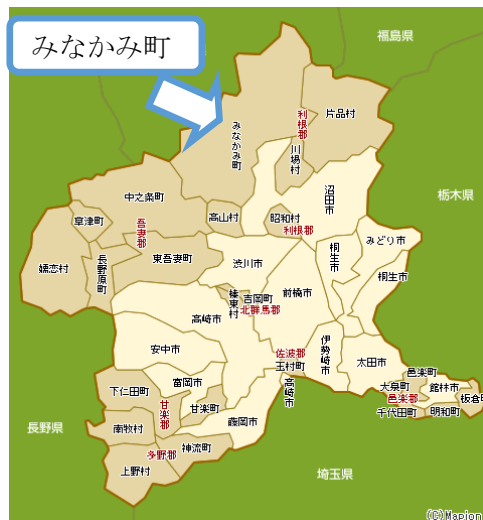 みなかみ町
福島県
みなかみ町
利根郡
片品村
川場村
沼田市
栃木県
中之条町
高山村
昭和村
利根郡
草津町
吾妻郡
みどり市
嬬恋村
長野原町
東吾妻町
渋川市
桐生市
桐生市
榛東村
吉岡町
北群馬郡
前橋市
高崎市
伊勢崎市
安中市
佐波郡
玉村町
太田市
富岡市
下仁田町
甘楽郡
甘楽町
高崎市
邑楽町
大泉町
邑楽郡
館林市
板倉町
千代田町
明和町
藤岡市
長野県
南牧村
多野郡
神流町
上野村
埼玉県
(C)Mapion